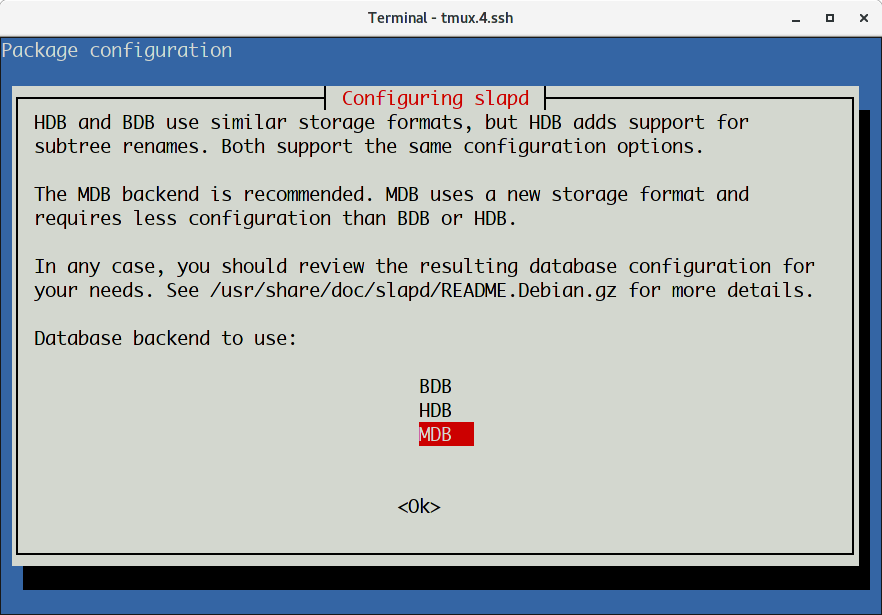 Terminal - tmux.4.ssh
Package configuration
Configuring slapd
HDB and BDB use similar storage formats, but HDB adds support for
subtree renames. Both support the same configuration options.
The MDB backend is recommended. MDB uses a new storage format and
requires less configuration than BDB or HDB.
In any case, you should review the resulting database configuration for
your needs. See /usr/share/doc/slapd/README.Debian.gz for more details.
Database backend to use:
BDB
HDB
MDB
<Ok>